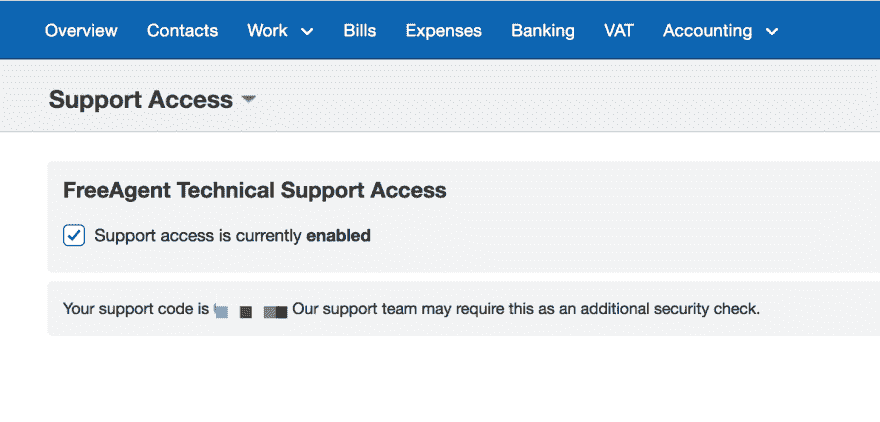 Overview Contacts Work Bills Expenses Banking VAT Accounting
Support Access
FreeAgent Technical Support Access
Support access is currently enabled
Your support code is Our support team may require this as an additional security check.